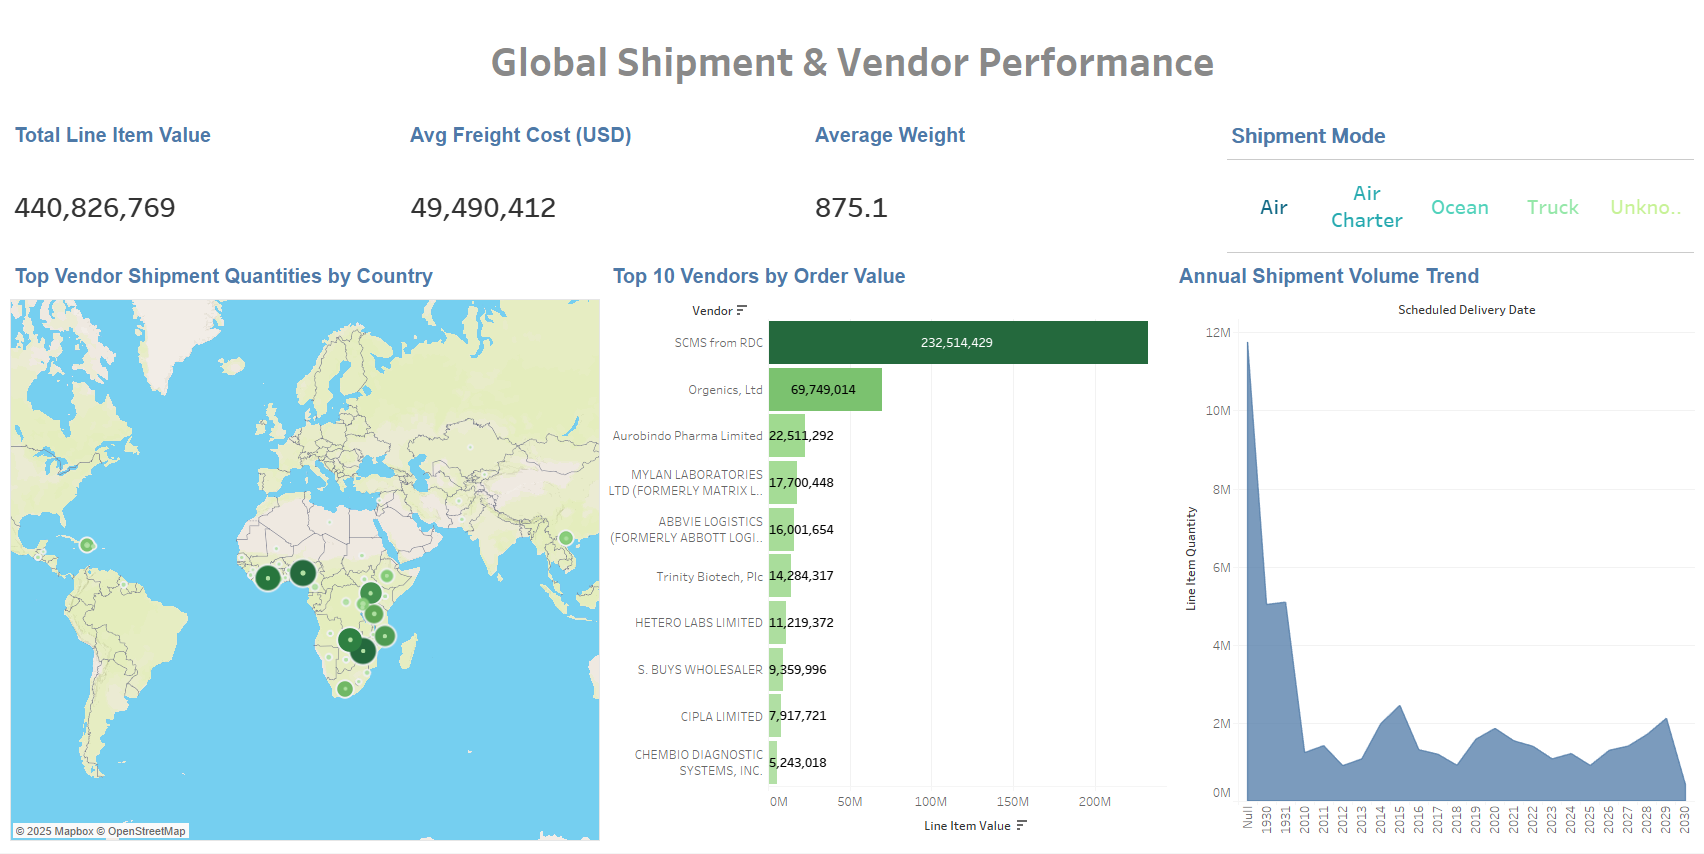 Global Shipment & Vendor Performance
Total Line Item Value
Avg Freight Cost (USD)
Average Weight
Shipment Mode
440,826,769
49,490,412
875.1
Air
Air
Charter
Ocean
Truck
Unkno..
Top Vendor Shipment Quantities by Country
Top 10 Vendors by Order Value
Annual Shipment Volume Trend
© 2025 Mapbox © OpenStreetMap
Vendor
SCMS from RDC
232,514,429
Orgenics, Ltd
69,749,014
Aurobindo Pharma Limited
22,511,292
MYLAN LABORATORIES
LTD (FORMERLY MATRIX L..
17,700,448
ABBVIE LOGISTICS
(FORMERLY ABBOTT LOGI..
16,001,654
Trinity Biotech, Plc
14,284,317
HETERO LABS LIMITED
11,219,372
S. BUYS WHOLESALER
9,359,996
CIPLA LIMITED
7,917,721
CHEMBIO DIAGNOSTIC
SYSTEMS, INC.
5,243,018
0M
50M
100M
150M
200M
Line Item Value
Scheduled Delivery Date
Line Item Quantity
12M
10M
8M
6M
4M
2M
0M
Null
1930
1931
2010
2011
2012
2013
2014
2015
2016
2017
2018
2019
2020
2021
2022
2023
2024
2025
2026
2027
2028
2029
2030